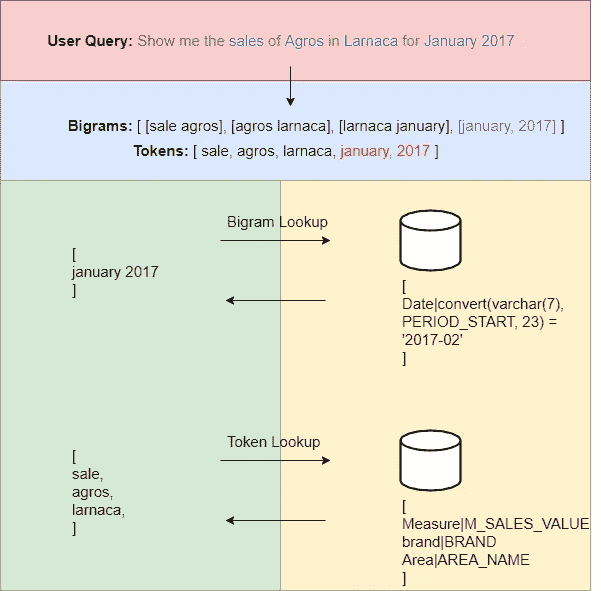 User Query: Show me the sales of Agros in Larnaca for January 2017
Bigrams: [ [sale agros], [agros larnaca], [larnaca january], [january, 2017] ]
Tokens: [ sale, agros, larnaca, january, 2017 ]
Bigram Lookup
[
january 2017
]
[
Date|convert(varchar(7),
PERIOD_START, 23) =
'2017-02'
]
Token Lookup
[
sale,
agros,
larnaca,
]
[
Measure|M_SALES_VALUE
brand|BRAND
Area|AREA_NAME
]